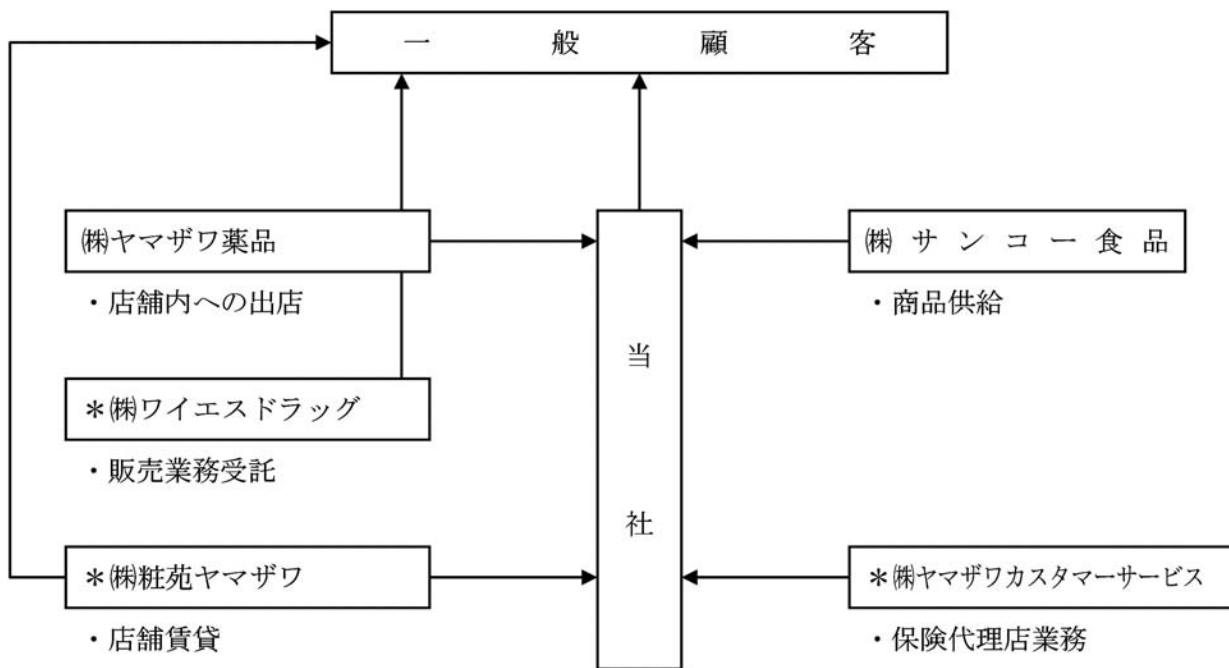 一般顧客
㈱ヤマザワ薬品
・店舗内への出店
＊㈱ワイエスドラッグ
・販売業務受託
＊㈱粧苑ヤマザワ
・店舗賃貸
当社
㈱サンコー食品
・商品供給
＊㈱ヤマザワカスタマーサービス
・保険代理店業務